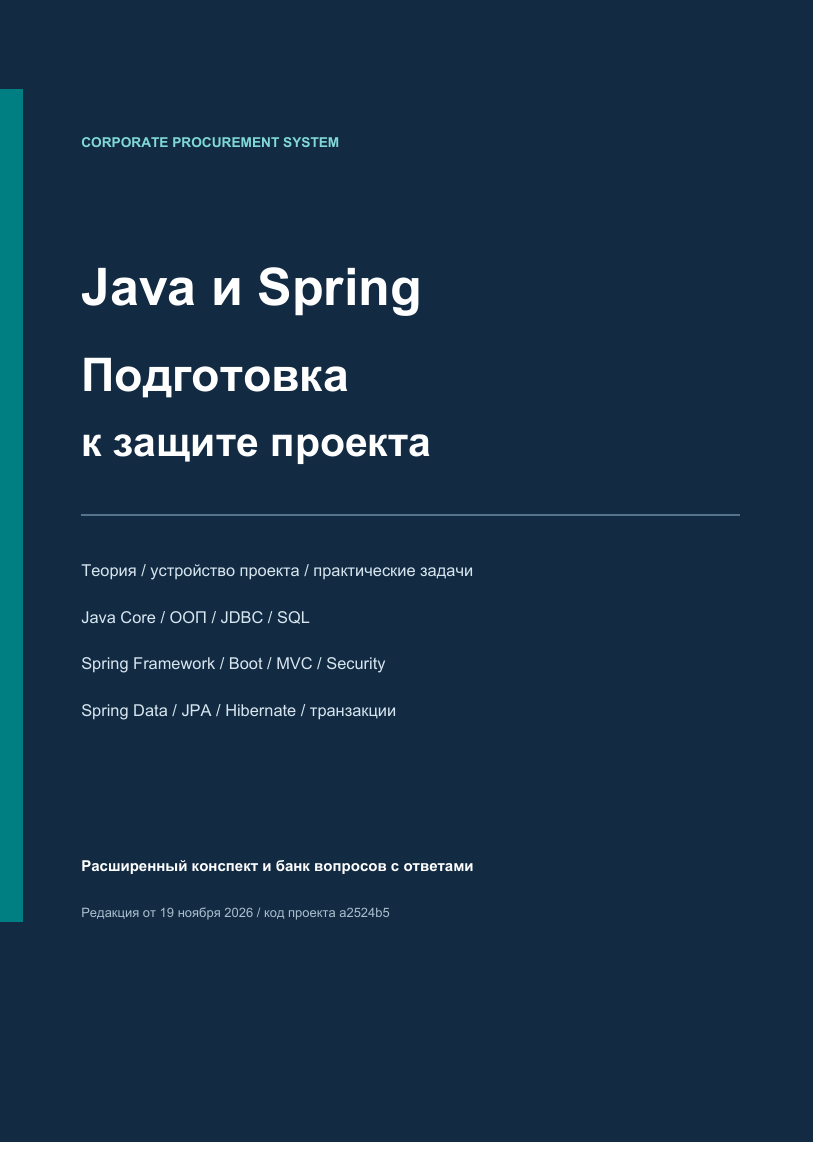 CORPORATE PROCUREMENT SYSTEM
Java и Spring
Подготовка
к защите проекта
Теория / устройство проекта / практические задачи
Java Core / ООП / JDBC / SQL
Spring Framework / Boot / MVC / Security
Spring Data / JPA / Hibernate / транзакции
Расширенный конспект и банк вопросов с ответами
Редакция от 19 ноября 2026 / код проекта a2524b5